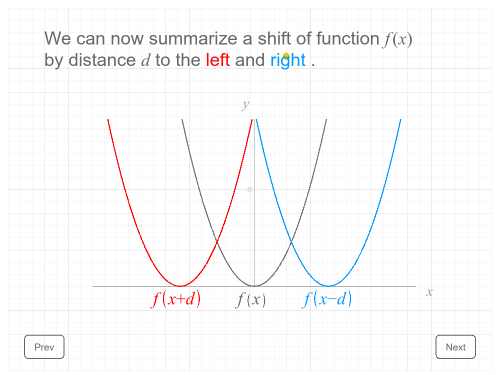 We can now summarize a shift of function f(x)
by distance d to the left and right .
y
x
f(x+d) f(x) f(x−d)
Prev Next